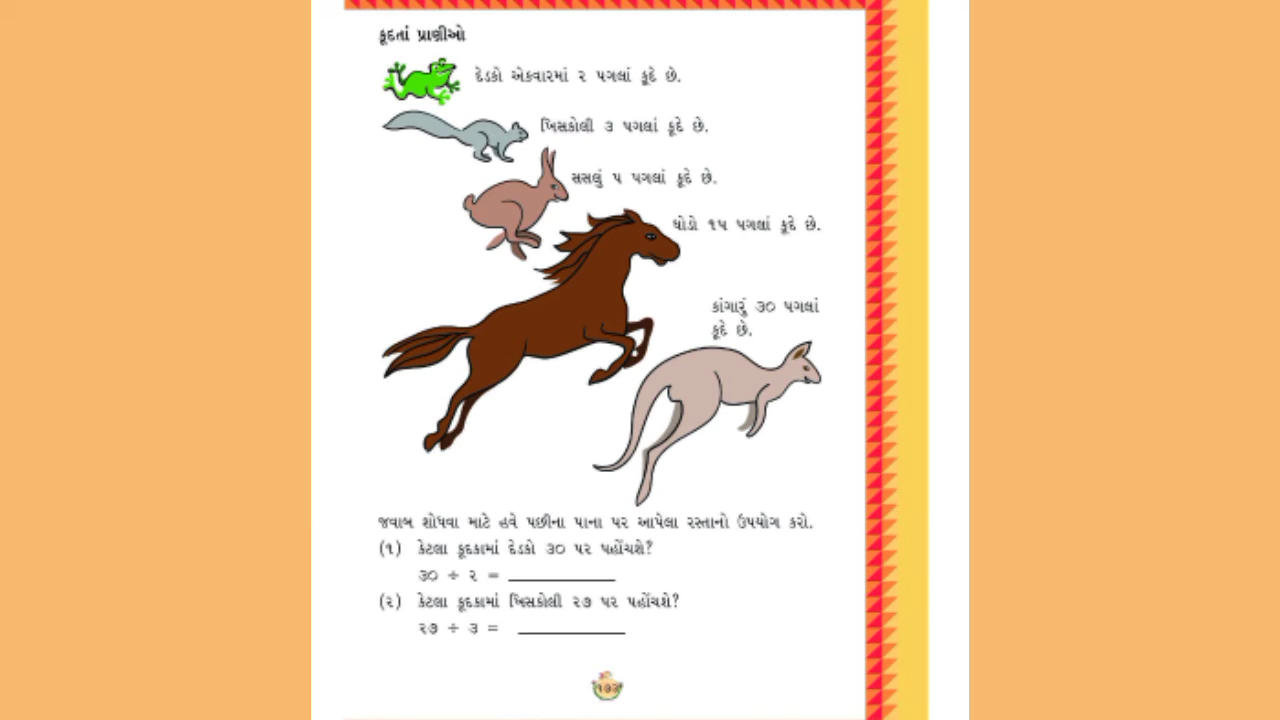 કૂદતાં પ્રાણીઓ
દેડકો એકવારમાં ૨ પગલાં કૂદે છે.
ખિસકોલી ૩ પગલાં કૂદે છે.
સસલું ૫ પગલાં કૂદે છે.
ઘોડો ૧૫ પગલાં કૂદે છે.
કાંગારું ૩૦ પગલાં
કૂદે છે.
જવાબ શોધવા માટે હવે પછીના પાના પર આપેલા રસ્તાનો ઉપયોગ કરો.
(૧) કેટલા કૂદકામાં દેડકો ૩૦ પર પહોંચશે?
૩૦ ÷ ૨ = __________
(૨) કેટલા કૂદકામાં ખિસકોલી ૨૭ પર પહોંચશે?
૨૭ ÷ ૩ = __________